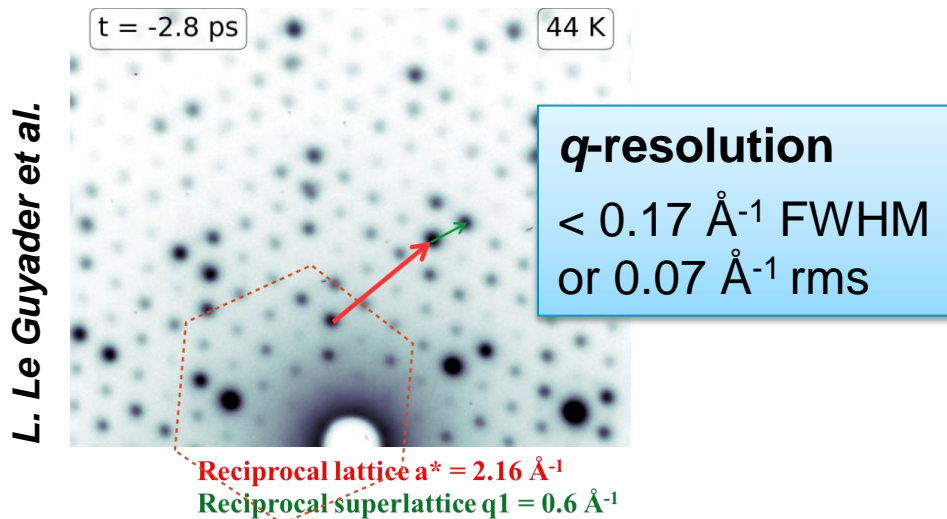 t = -2.8 ps
44 K
L. Le Guyader et al.
q-resolution
< 0.17 Å⁻¹ FWHM
or 0.07 Å⁻¹ rms
Reciprocal lattice a* = 2.16 Å⁻¹
Reciprocal superlattice q1 = 0.6 Å⁻¹